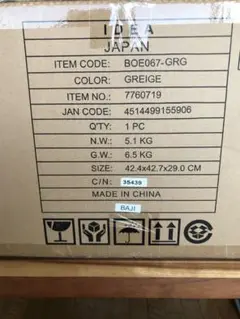 IDEA
JAPAN
ITEM CODE: BOE067-GRG
COLOR: GREIGE
ITEM NO.: 7760719
JAN CODE: 4514499155906
Q'TY: 1 PC
N.W.: 5.1 KG
G.W.: 6.5 KG
SIZE: 42.4x42.7x29.0 CM
C/N: 35439
MADE IN CHINA
BAJI